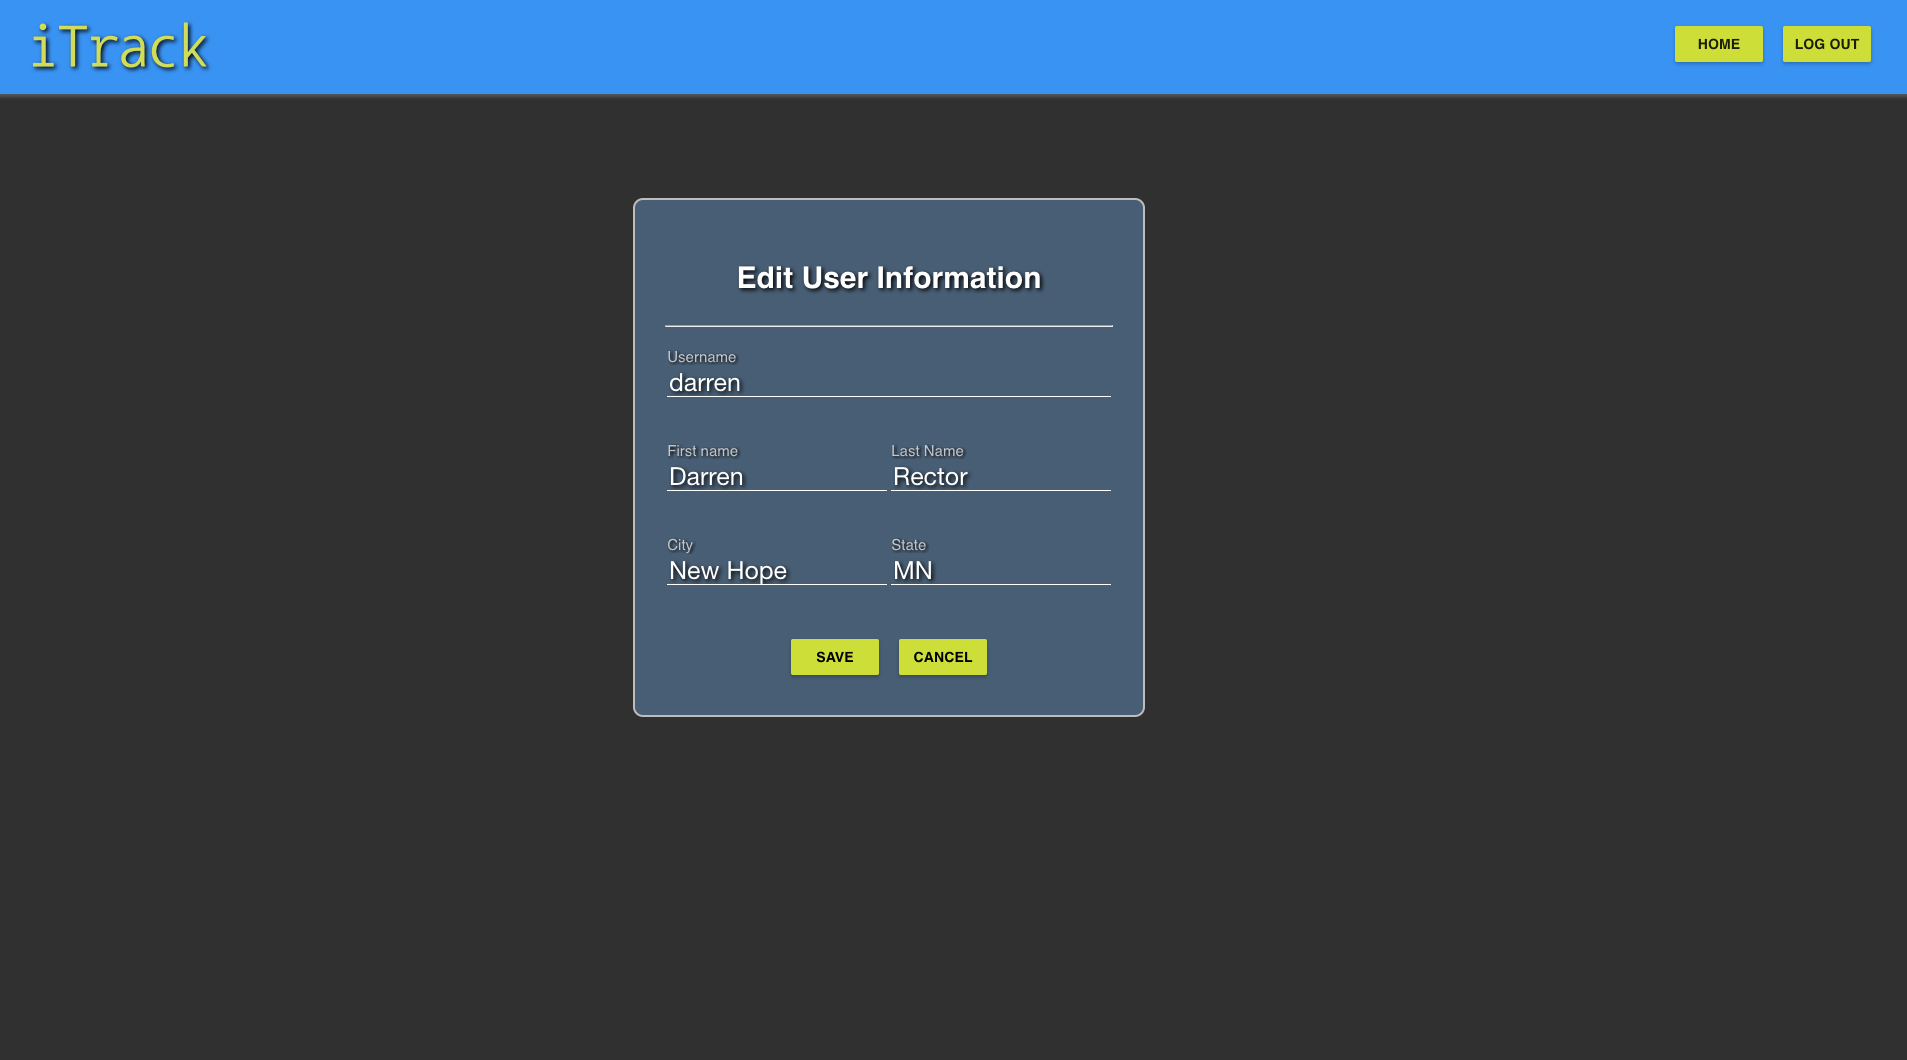 iTrack
HOME LOG OUT
Edit User Information
Username
darren
First name Last Name
Darren Rector
City State
New Hope MN
SAVE CANCEL